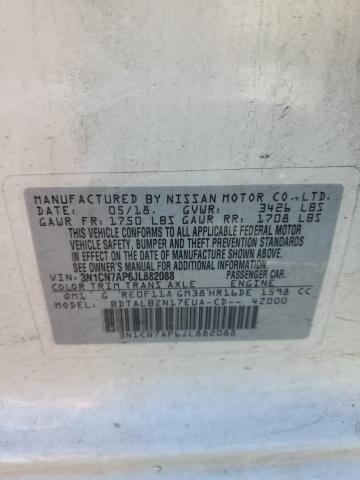 MANUFACTURED BY NISSAN MOTOR CO.,LTD.
DATE: 05/18. GVWR: 3426 LBS
GAWR FR: 1750 LBS GAWR RR: 1708 LBS
THIS VEHICLE CONFORMS TO ALL APPLICABLE FEDERAL MOTOR
VEHICLE SAFETY, BUMPER AND THEFT PREVENTION STANDARDS
IN EFFECT ON THE DATE OF MANUFACTURE SHOWN ABOVE.
SEE OWNER'S MANUAL FOR ADDITIONAL INFORMATION.
VIN: 3N1CN7AP6JL882088 PASSENGER CAR.
COLOR TRIM TRANS AXLE ENGINE
QM1 G RE0F11A GM38 HR16DE 1598 CC
MODEL: BDTALBZN17EUA-CD-- 42000
3N1CN7AP6JL882088